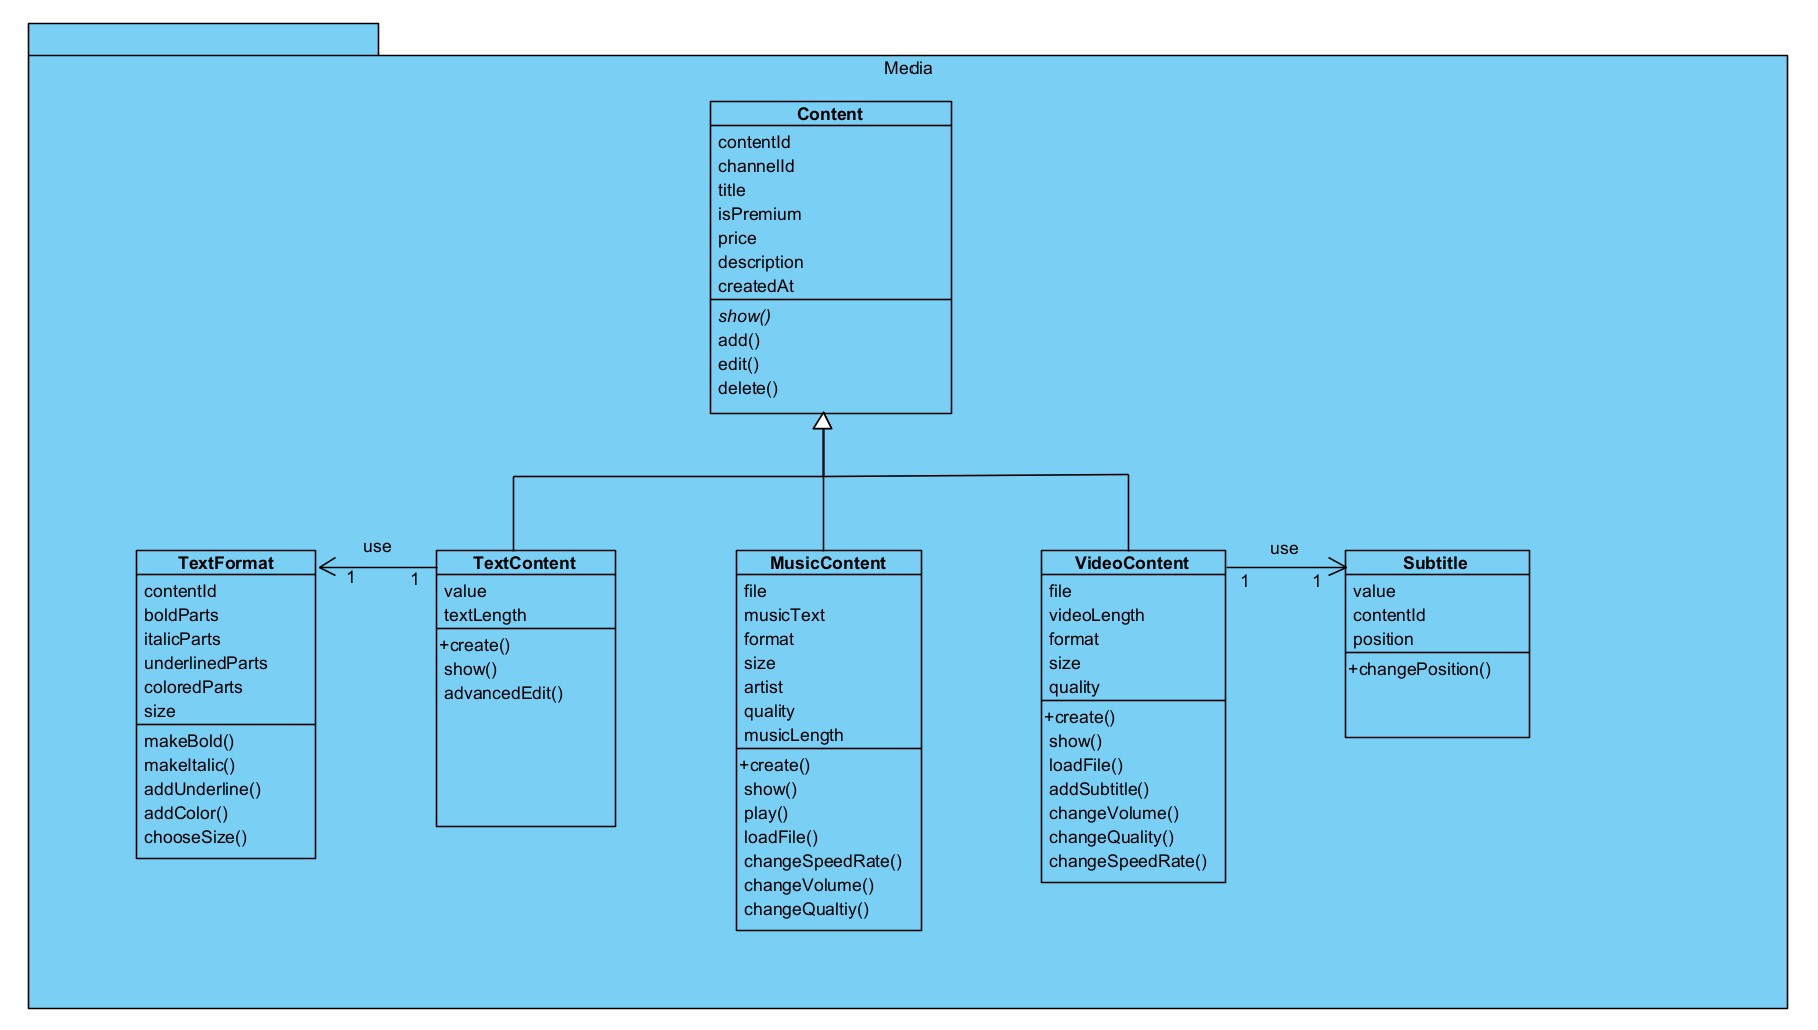 Media
Content
contentId
channelId
title
isPremium
price
description
createdAt
show()
add()
edit()
delete()
TextFormat
contentId
boldParts
italicParts
underlinedParts
coloredParts
size
makeBold()
makeItalic()
addUnderline()
addColor()
chooseSize()
use
1
1
TextContent
value
textLength
+create()
show()
advancedEdit()
MusicContent
file
musicText
format
size
artist
quality
musicLength
+create()
show()
play()
loadFile()
changeSpeedRate()
changeVolume()
changeQualtiy()
VideoContent
file
videoLength
format
size
quality
+create()
show()
loadFile()
addSubtitle()
changeVolume()
changeQuality()
changeSpeedRate()
use
1
1
Subtitle
value
contentId
position
+changePosition()